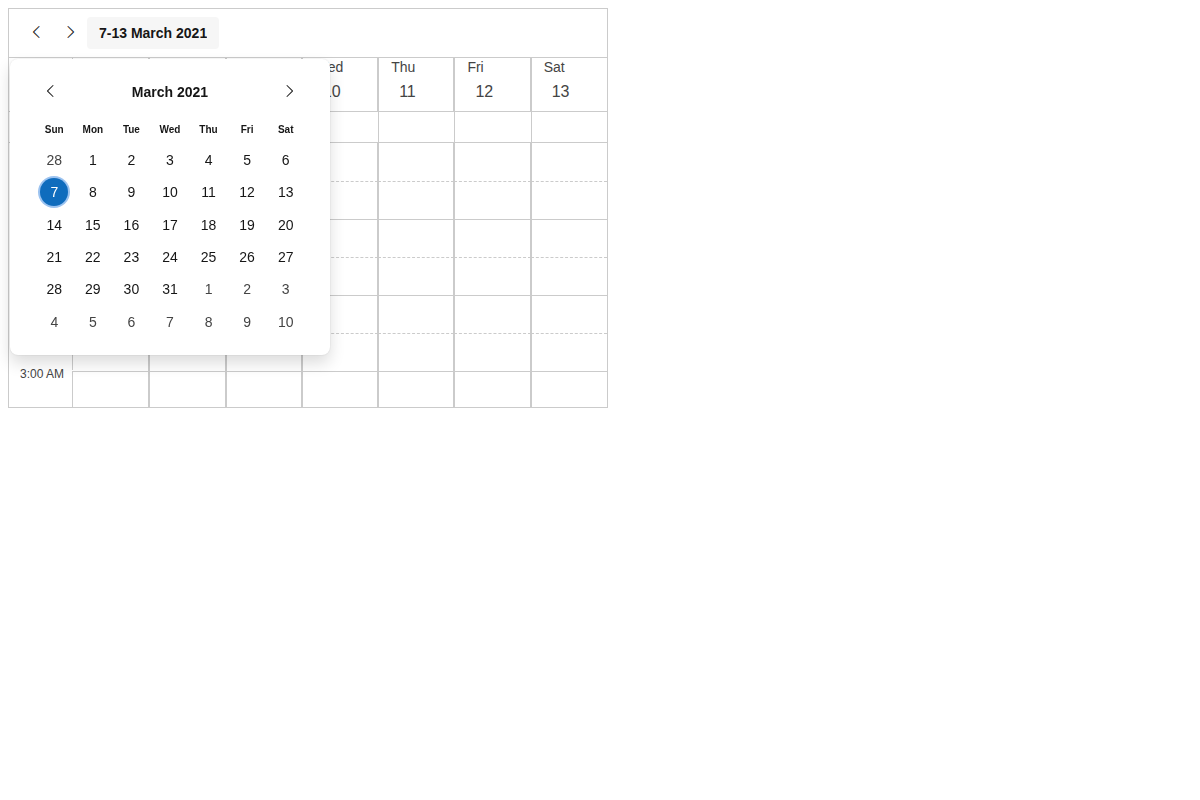 7-13 March 2021
Thu Fri Sat
11 12 13
March 2021
Sun Mon Tue Wed Thu Fri Sat
28 1 2 3 4 5 6
7 8 9 10 11 12 13
14 15 16 17 18 19 20
21 22 23 24 25 26 27
28 29 30 31 1 2 3
4 5 6 7 8 9 10
3:00 AM